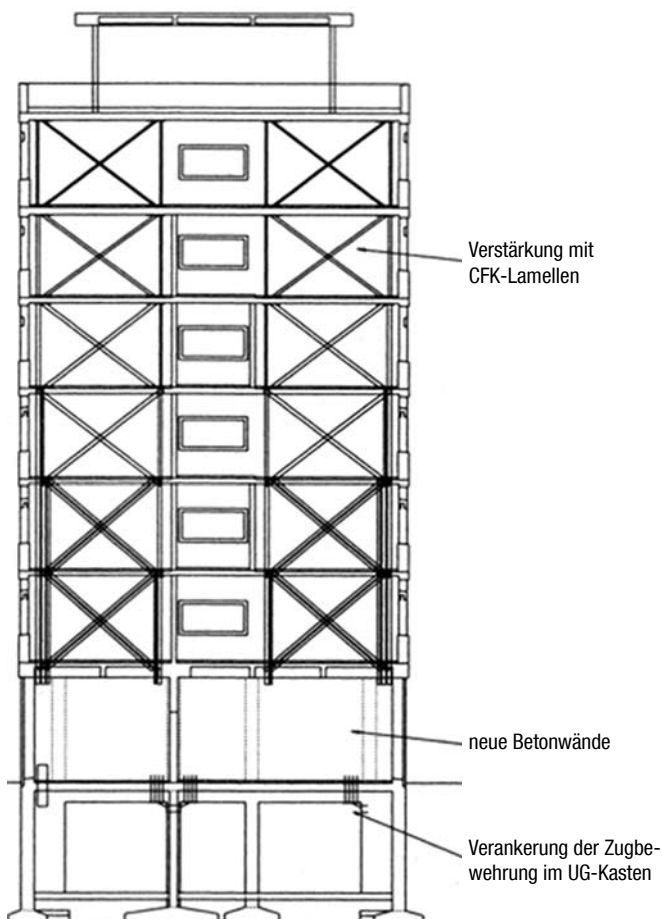 Verstärkung mit
CFK-Lamellen
neue Betonwände
Verankerung der Zugbe-
wehrung im UG-Kasten